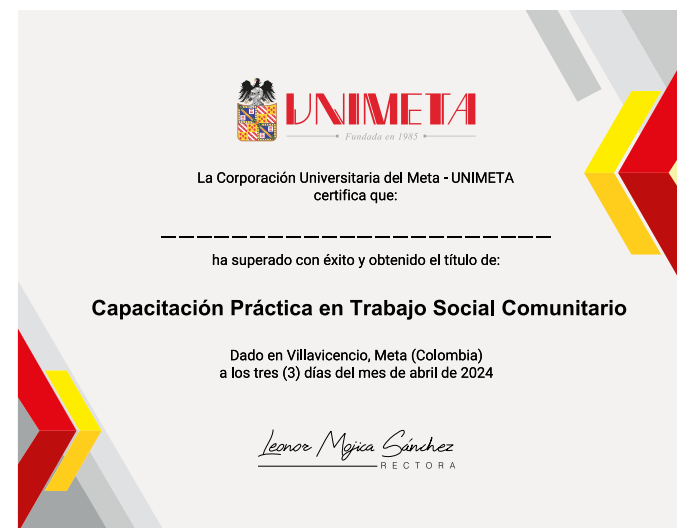 UNIMETA
Fundada en 1985
La Corporación Universitaria del Meta - UNIMETA
certifica que:
ha superado con éxito y obtenido el título de:
Capacitación Práctica en Trabajo Social Comunitario
Dado en Villavicencio, Meta (Colombia)
a los tres (3) días del mes de abril de 2024
Leonor Mojica Sánchez
RECTORA